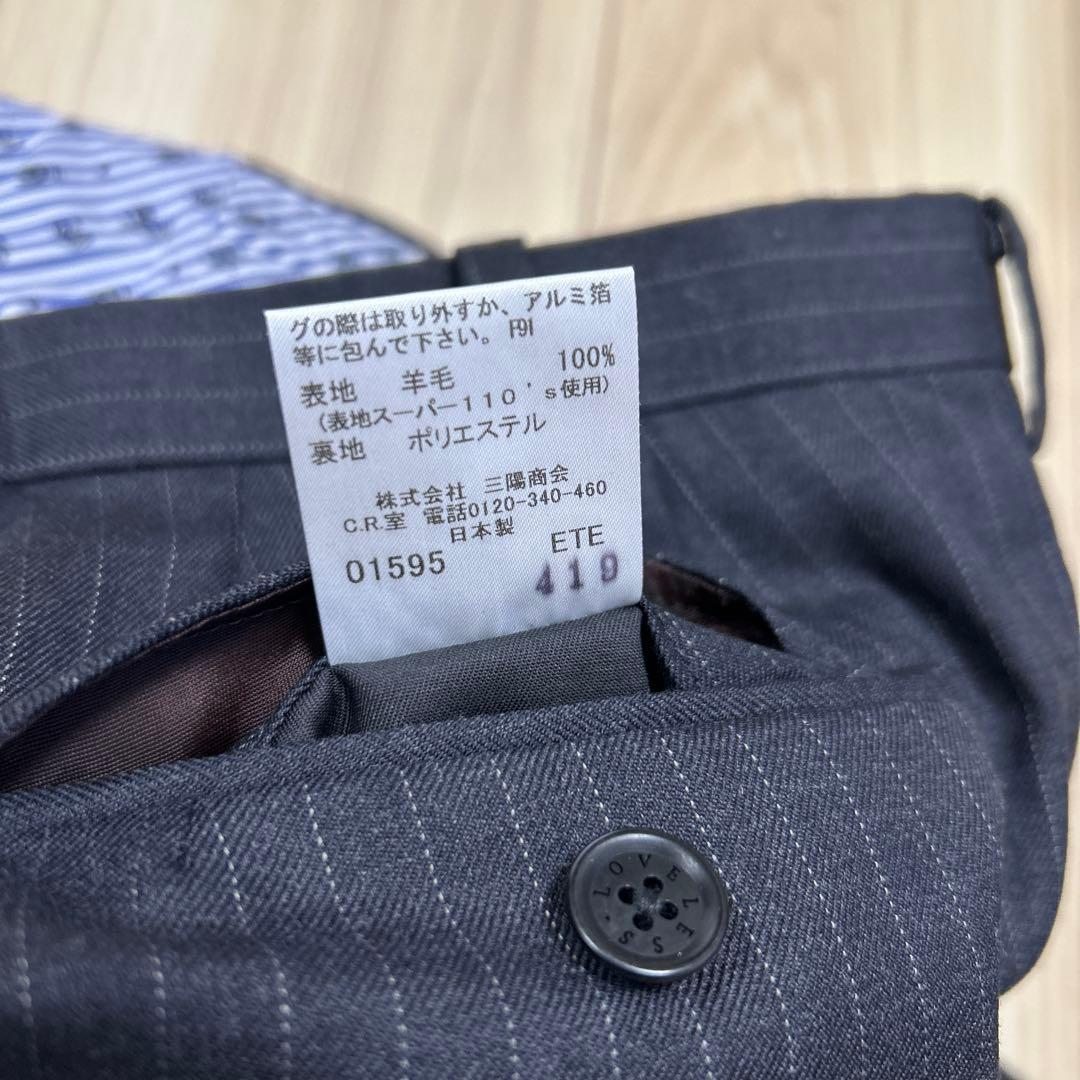 グの際は取り外すか、アルミ箔
等に包んで下さい。 F91
表地 羊毛 100%
(表地スーパー110's使用)
裏地 ポリエステル
株式会社 三陽商会
C.R.室 電話0120-340-460
日本製
01595 ETE
419
LOVELESS.